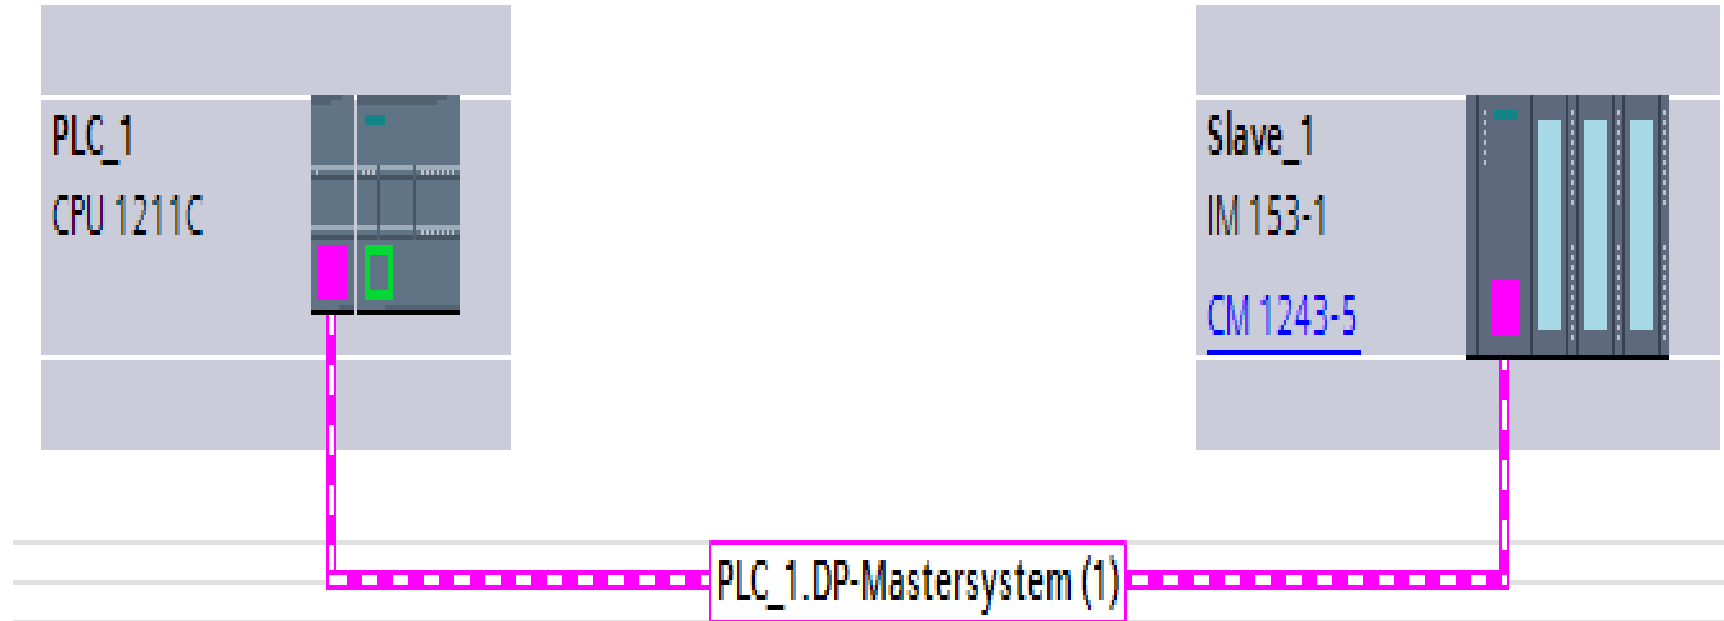 PLC_1
CPU 1211C
Slave_1
IM 153-1
CM 1243-5
PLC_1.DP-Mastersystem (1)